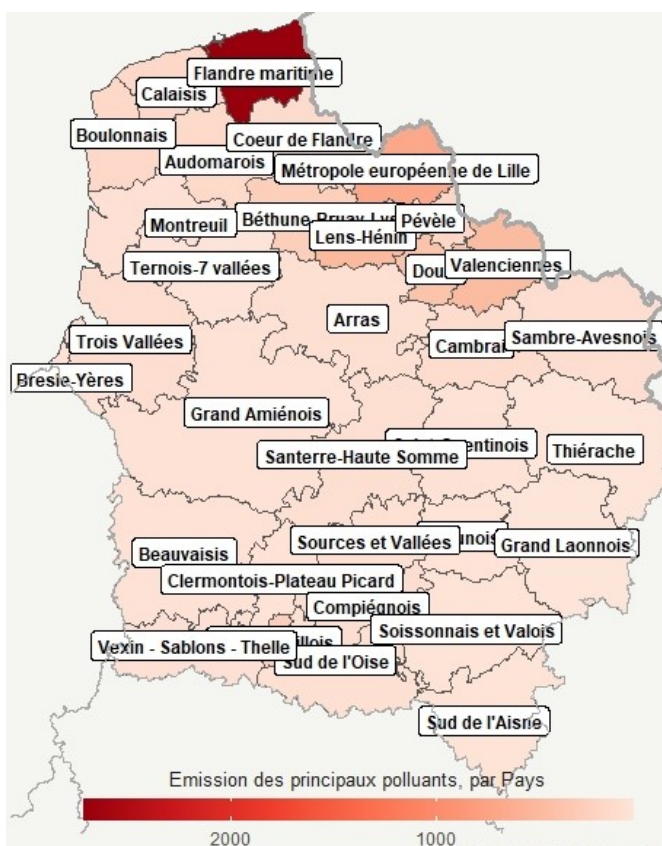 Flandre maritime
Calaisis
Boulonnais
Coeur de Flandre
Audomarois
Métropole européenne de Lille
Montreuil
Pévèle
Lens-Hénin
Valenciennes
Ternois-7 vallées
Arras
Sambre-Avesnois
Trois Vallées
Cambrai
Bresle-Yères
Grand Amiénois
Santerre-Haute Somme
Thiérache
Sources et Vallées
Grand Laonnois
Beauvaisis
Clermontois-Plateau Picard
Compiégnois
Soissonnais et Valois
Vexin - Sablons - Thelle
Sud de l'Oise
Sud de l'Aisne
Emission des principaux polluants, par Pays
2000 1000